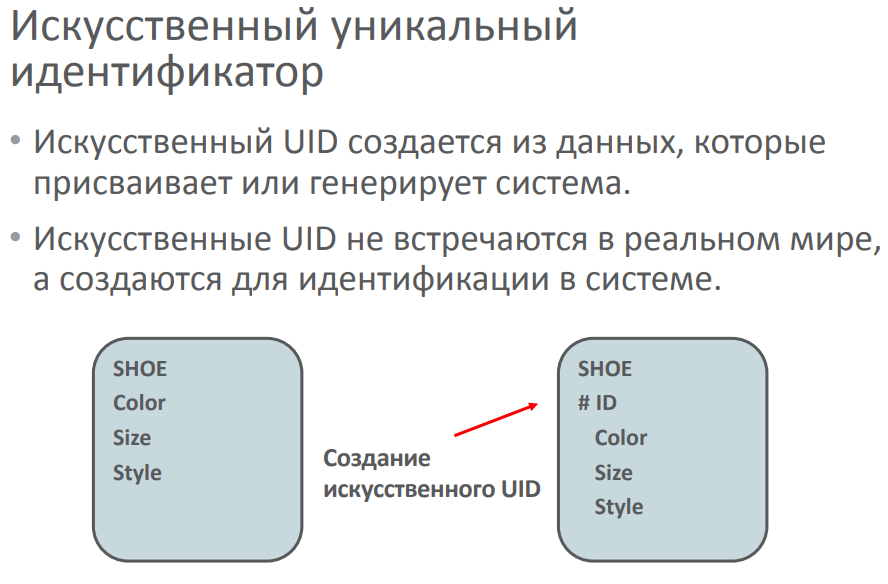 Искусственный уникальный
идентификатор
• Искусственный UID создается из данных, которые
присваивает или генерирует система.
• Искусственные UID не встречаются в реальном мире,
а создаются для идентификации в системе.
SHOE
Color
Size
Style
Создание
искусственного UID
SHOE
# ID
Color
Size
Style